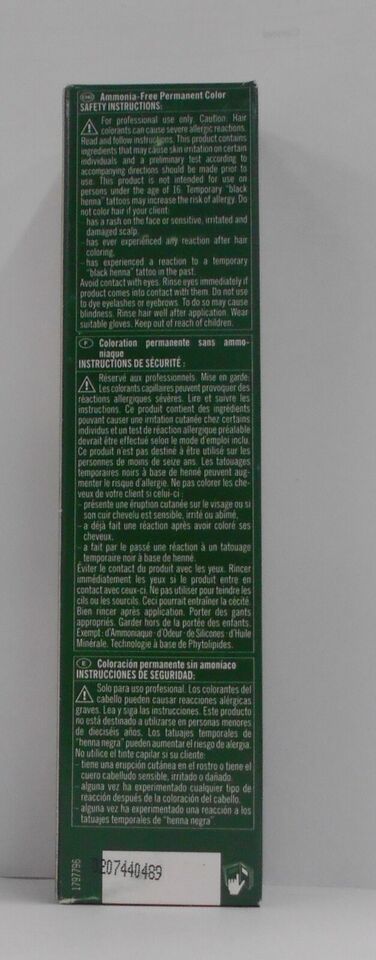 GB Ammonia-Free Permanent Color
SAFETY INSTRUCTIONS:
For professional use only. Caution: Hair
colorants can cause severe allergic reactions.
Read and follow instructions. This product contains
ingredients that may cause skin irritation on certain
individuals and a preliminary test according to
accompanying directions should be made prior to
use. This product is not intended for use on
persons under the age of 16. Temporary "black
henna" tattoos may increase the risk of allergy. Do
not color hair if your client:
- has a rash on the face or sensitive, irritated and
damaged scalp.
- has ever experienced any reaction after hair
coloring,
- has experienced a reaction to a temporary
"black henna" tattoo in the past.
Avoid contact with eyes. Rinse eyes immediately if
product comes into contact with them. Do not use
to dye eyelashes or eyebrows. To do so may cause
blindness. Rinse hair well after application. Wear
suitable gloves. Keep out of reach of children.
F Coloration permanente sans ammo-
niaque
INSTRUCTIONS DE SÉCURITÉ :
Réservé aux professionnels. Mise en garde:
Les colorants capillaires peuvent provoquer des
réactions allergiques sévères. Lire et suivre les
instructions. Ce produit contient des ingrédients
pouvant causer une irritation cutanée chez certains
individus et un test de réaction allergique préalable
devrait être effectué selon le mode d'emploi inclu.
Ce produit n'est pas destiné à être utilisé sur les
personnes de moins de seize ans. Les tatouages
temporaires noirs à base de henné peuvent aug-
menter le risque d'allergie. Ne pas colorer les che-
veux de votre client si celui-ci :
- présente une éruption cutanée sur le visage ou si
son cuir chevelu est sensible, irrité ou abîmé,
- a déjà fait une réaction après avoir coloré ses
cheveux,
- a fait par le passé une réaction à un tatouage
temporaire noir à base de henné.
Éviter le contact du produit avec les yeux. Rincer
immédiatement les yeux si le produit entre en
contact avec ceux-ci. Ne pas utiliser pour teindre les
cils ou les sourcils. Ceci pourrait entraîner la cécité.
Bien rincer après application. Porter des gants
appropriés. Garder hors de la portée des enfants.
Exempt : d'Ammoniaque · d'Odeur · de Silicones · d'Huile
Minérale. Technologie à base de Phytolipides.
E Coloración permanente sin amoniaco
INSTRUCCIONES DE SEGURIDAD:
Solo para uso profesional. Los colorantes del
cabello pueden causar reacciones alérgicas
graves. Lea y siga las instrucciones. Este producto
no está destinado a utilizarse en personas menores
de dieciséis años. Los tatuajes temporales de
"henna negra" pueden aumentar el riesgo de alergia.
No utilice el tinte capilar si su cliente:
- tiene una erupción cutánea en el rostro o tiene el
cuero cabelludo sensible, irritado o dañado.
- alguna vez ha experimentado cualquier tipo de
reacción después de la coloración del cabello.
- alguna vez ha experimentado una reacción a los
tatuajes temporales de "henna negra"
1797796
3207440489